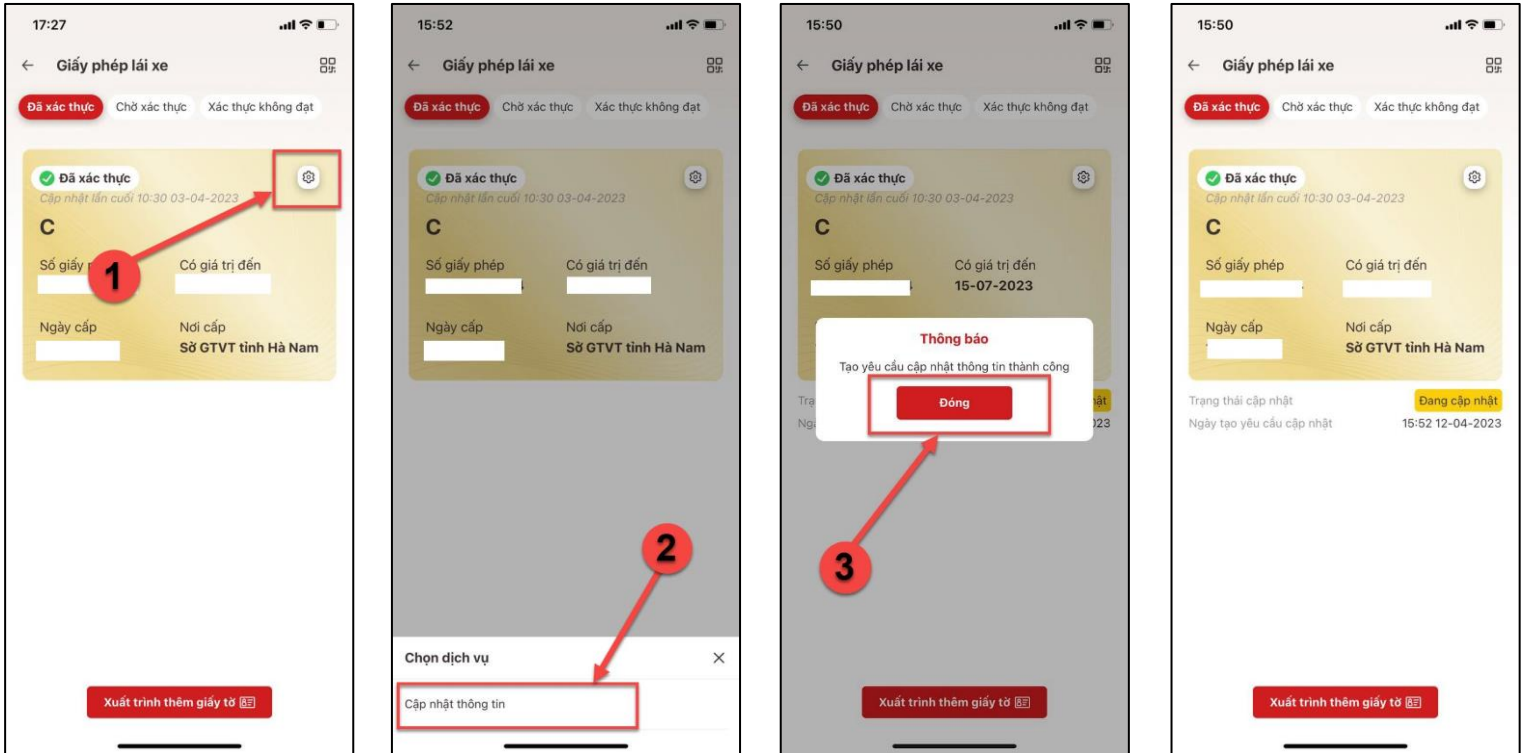 17:27
Giấy phép lái xe
Đã xác thực Chờ xác thực Xác thực không đạt
Đã xác thực
Cập nhật lần cuối 10:30 03-04-2023
C
Số giấy Có giá trị đến
1
Ngày cấp Nơi cấp
Sở GTVT tỉnh Hà Nam
Xuất trình thêm giấy tờ
15:52
Giấy phép lái xe
Đã xác thực Chờ xác thực Xác thực không đạt
Đã xác thực
Cập nhật lần cuối 10:30 03-04-2023
C
Số giấy phép Có giá trị đến
Ngày cấp Nơi cấp
Sở GTVT tỉnh Hà Nam
2
Chọn dịch vụ
Cập nhật thông tin
15:50
Giấy phép lái xe
Đã xác thực Chờ xác thực Xác thực không đạt
Đã xác thực
Cập nhật lần cuối 10:30 03-04-2023
C
Số giấy phép Có giá trị đến
15-07-2023
Thông báo
Tạo yêu cầu cập nhật thông tin thành công
Đóng
3
Xuất trình thêm giấy tờ
15:50
Giấy phép lái xe
Đã xác thực Chờ xác thực Xác thực không đạt
Đã xác thực
Cập nhật lần cuối 10:30 03-04-2023
C
Số giấy phép Có giá trị đến
Ngày cấp Nơi cấp
Sở GTVT tỉnh Hà Nam
Trạng thái cập nhật Đang cập nhật
Ngày tạo yêu cầu cập nhật 15:52 12-04-2023
Xuất trình thêm giấy tờ